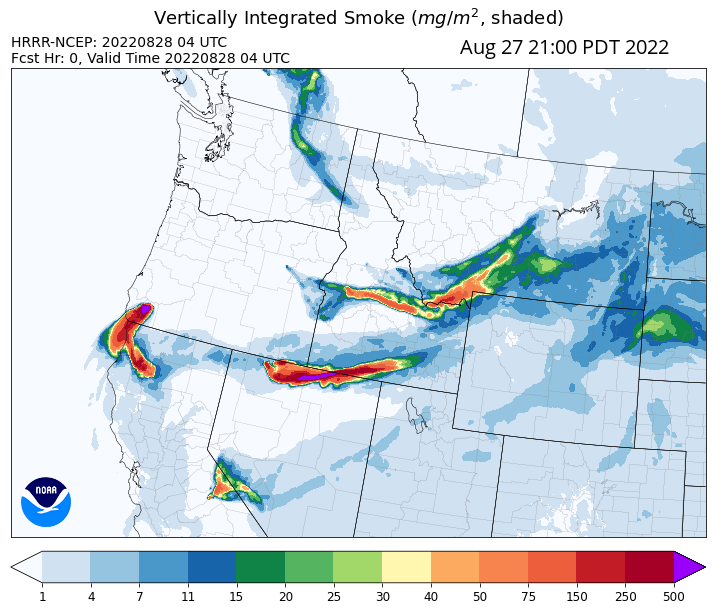 Vertically Integrated Smoke (mg/m², shaded)
HRRR-NCEP: 20220828 04 UTC
Fcst Hr: 0, Valid Time 20220828 04 UTC
Aug 27 21:00 PDT 2022
NOAA
1 4 7 11 15 20 25 30 40 50 75 150 250 500